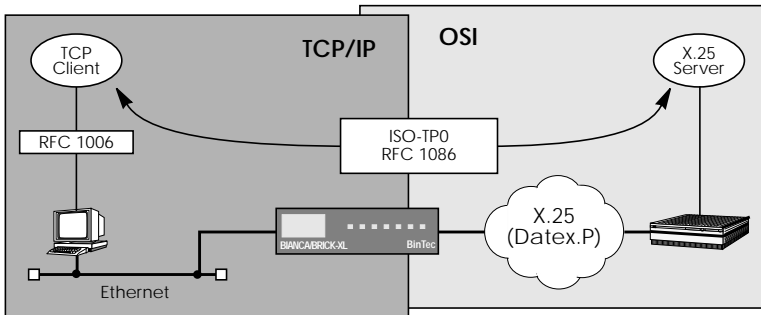 TCP/IP
OSI
TCP
Client
X.25
Server
RFC 1006
ISO-TP0
RFC 1086
BIANCA/BRICK-XL
BinTec
X.25
(Datex.P)
Ethernet